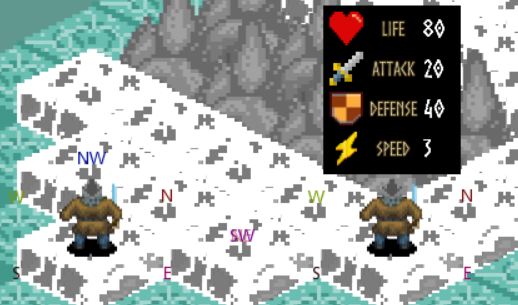 LIFE 80
ATTACK 20
DEFENSE 40
SPEED 3
NW
W
N
W
N
SW
S
E
S
E